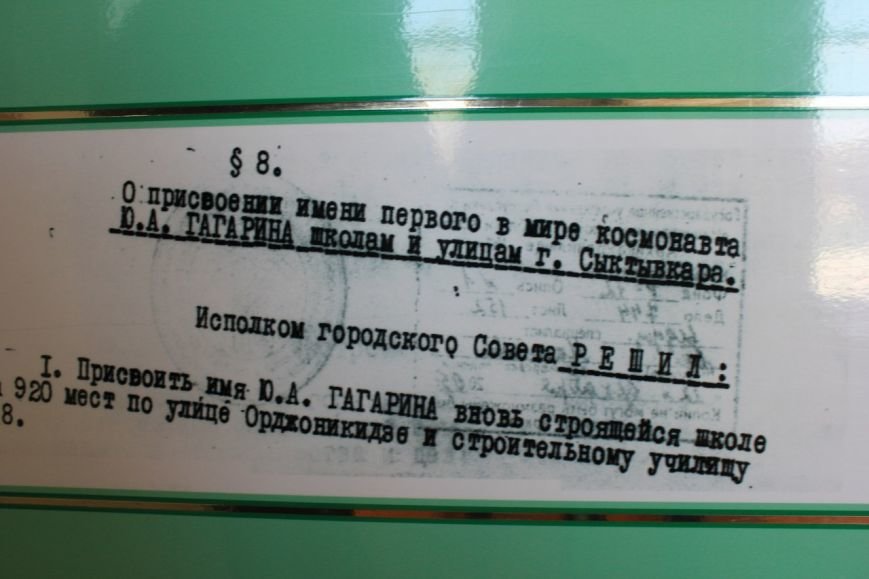 § 8.
О присвоении имени первого в мире космонавта
Ю.А. ГАГАРИНА школам и улицам г. Сыктывкара.
Исполком городского Совета Р Е Ш И Л :
I. Присвоить имя Ю.А. ГАГАРИНА вновь строящейся школе
920 мест по улице Орджоникидзе и строительному училищу
8.